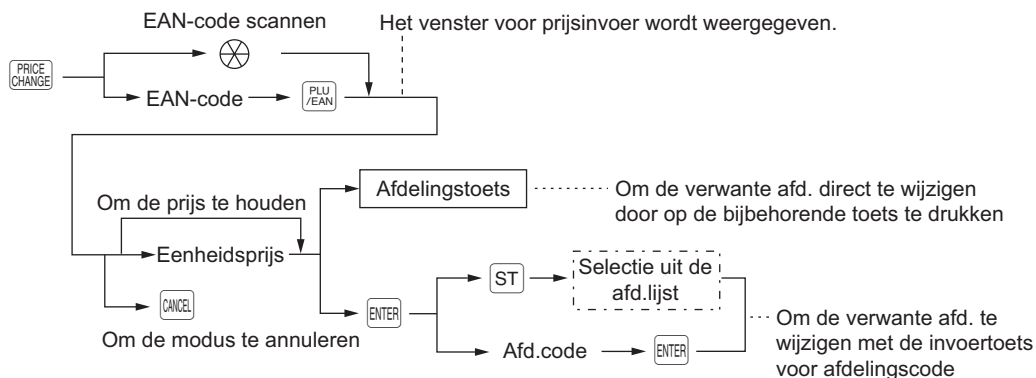 EAN-code scannen
Het venster voor prijsinvoer wordt weergegeven.
PRICE
CHANGE
EAN-code
PLU
/EAN
Afdelingstoets
Om de verwante afd. direct te wijzigen
door op de bijbehorende toets te drukken
Om de prijs te houden
Eenheidsprijs
ST
Selectie uit de
afd.lijst
CANCEL
ENTER
Om de modus te annuleren
Afd.code
ENTER
Om de verwante afd. te
wijzigen met de invoertoets
voor afdelingscode